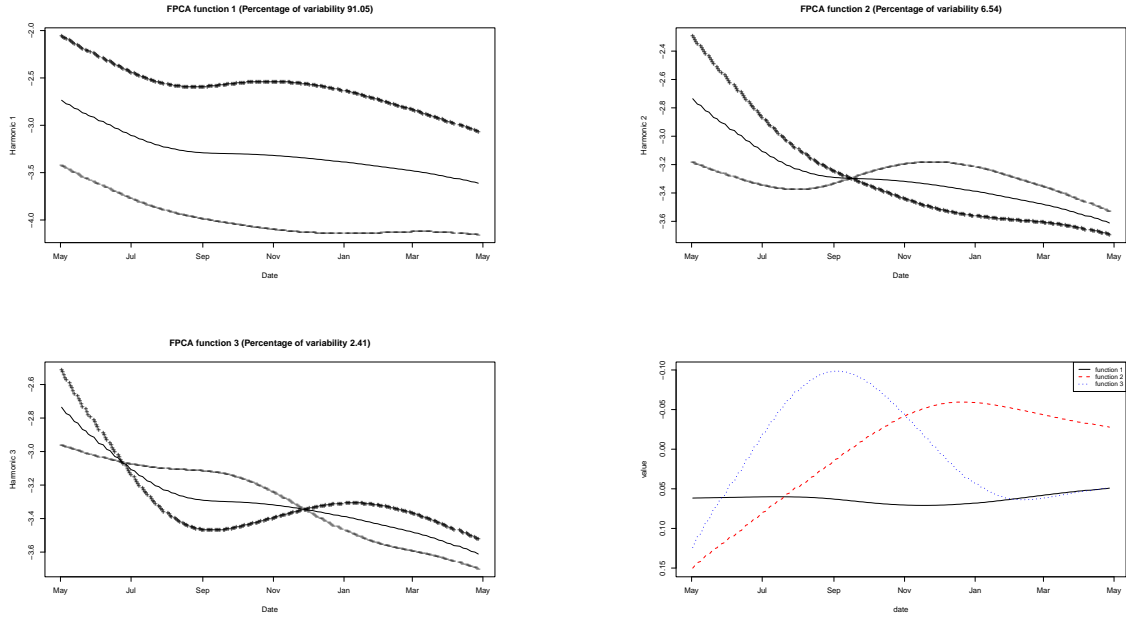 FPCA function 1 (Percentage of variability 91.05)
Harmonic 1
−2.0
−2.5
−3.0
−3.5
−4.0
May Jul Sep Nov Jan Mar May
Date
FPCA function 2 (Percentage of variability 6.54)
Harmonic 2
−2.4
−2.6
−2.8
−3.0
−3.2
−3.4
−3.6
May Jul Sep Nov Jan Mar May
Date
FPCA function 3 (Percentage of variability 2.41)
Harmonic 3
−2.6
−2.8
−3.0
−3.2
−3.4
−3.6
May Jul Sep Nov Jan Mar May
Date
value
−0.10
−0.05
0.00
0.05
0.10
0.15
function 1
function 2
function 3
May Jul Sep Nov Jan Mar May
date